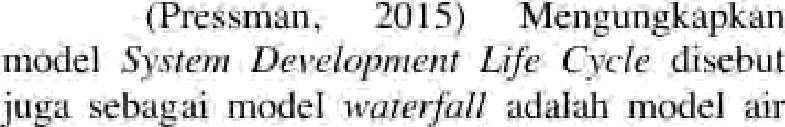 (Pressman, 2015) Mengungkapkan
model System Development Life Cycle disebut
juga sebagai model waterfall adalah model air